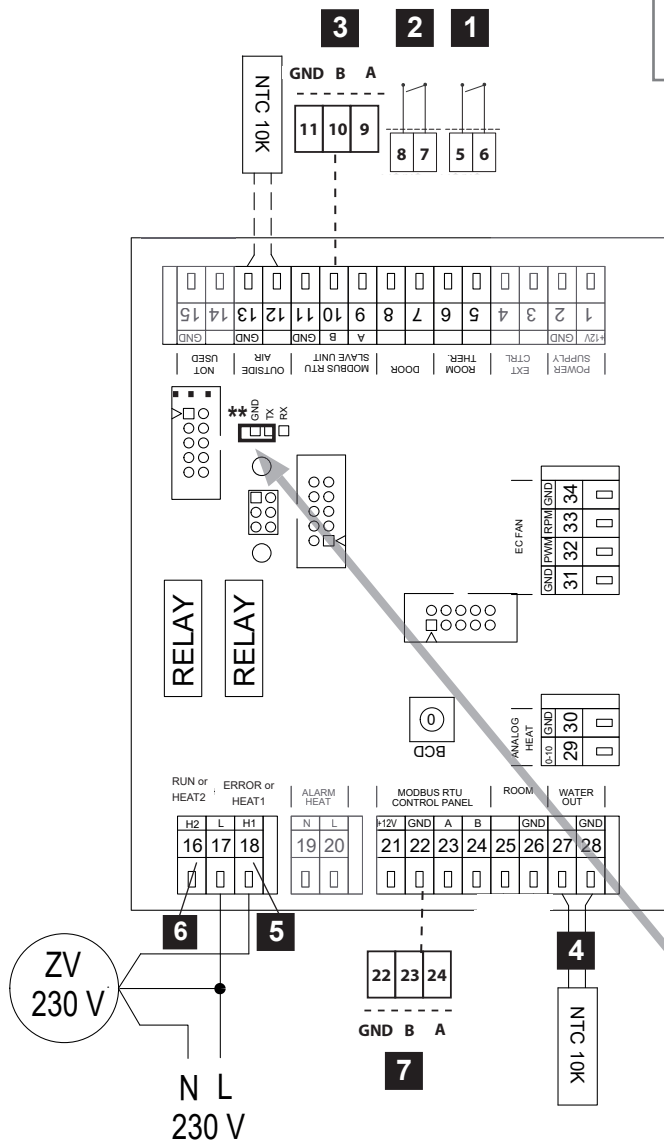 3 2 1
GND B A
NTC 10K
11 10 9
8 7
5 6
15 14 13 12 11 10 9 8 7 6 5 4 3 2 1
GND GND GND B A GND +12V
NOT USED
OUTSIDE AIR
MODBUS RTU SLAVE UNIT
DOOR
ROOM THER.
EXT CTRL
POWER SUPPLY
**
GND
TX
RX
EC FAN
GND PWM RPM GND
31 32 33 34
RELAY
RELAY
0
BCD
ANALOG HEAT
0-10 GND
29 30
RUN or HEAT2
ERROR or HEAT1
ALARM HEAT
MODBUS RTU CONTROL PANEL
ROOM
WATER OUT
H2 L H1 N L +12V GND A B GND GND
16 17 18 19 20 21 22 23 24 25 26 27 28
6 5
4
ZV
230 V
22 23 24
GND B A
7
NTC 10K
N L
230 V